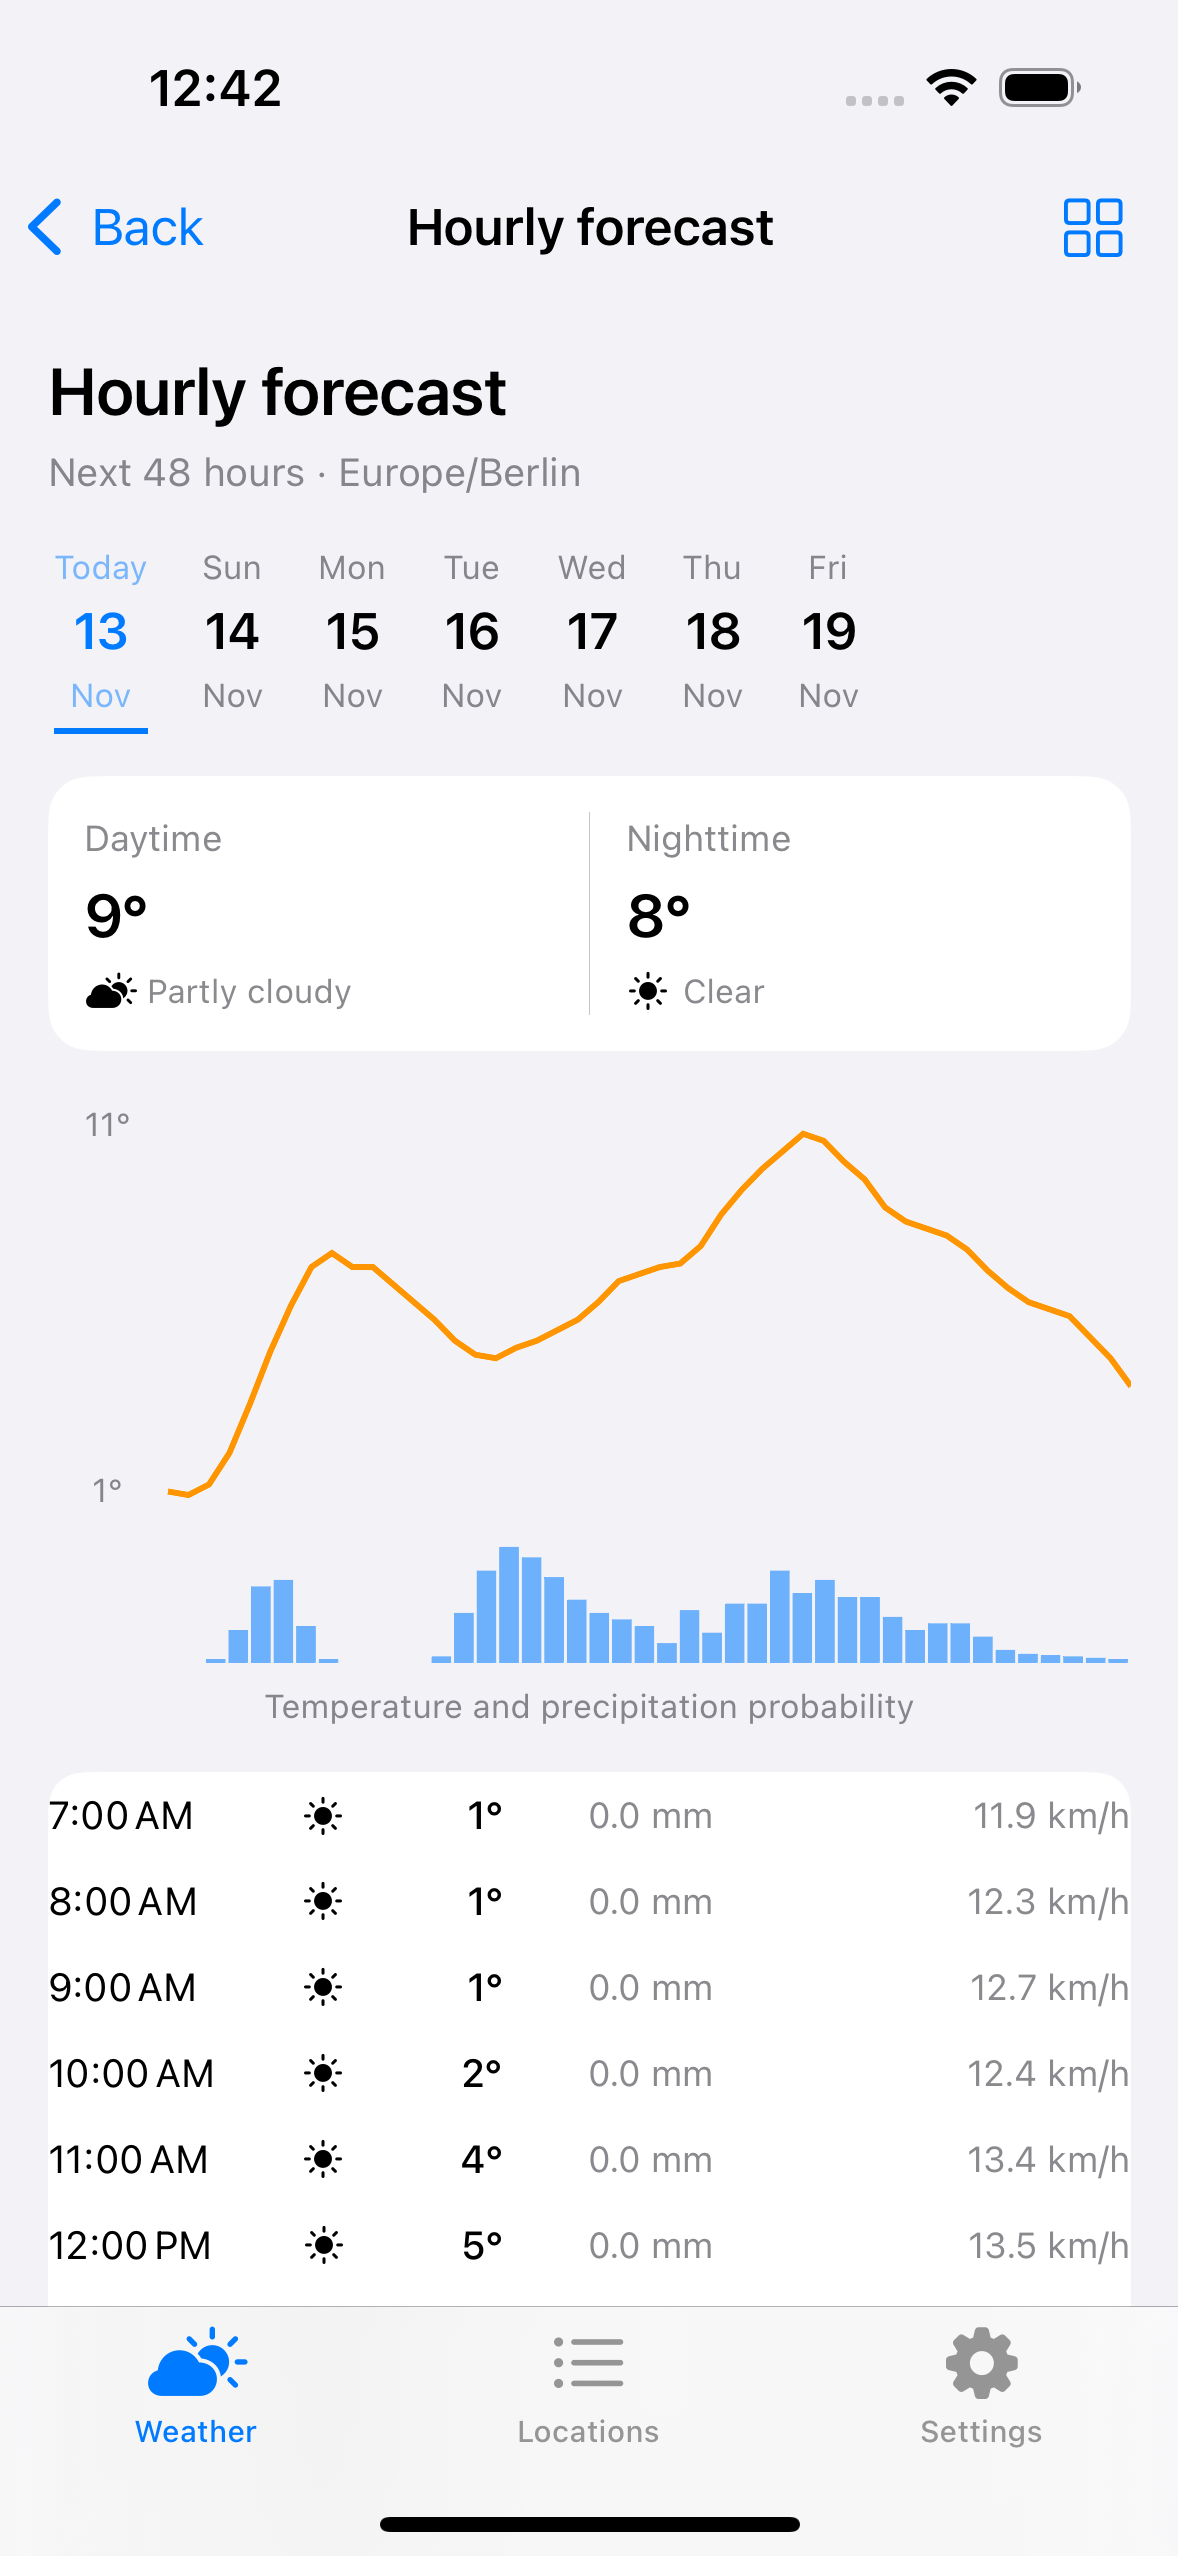 12:42
Back
Hourly forecast
Hourly forecast
Next 48 hours · Europe/Berlin
Today Sun Mon Tue Wed Thu Fri
13 14 15 16 17 18 19
Nov Nov Nov Nov Nov Nov Nov
Daytime
9°
Partly cloudy
Nighttime
8°
Clear
11°
1°
Temperature and precipitation probability
7:00 AM 1° 0.0 mm 11.9 km/h
8:00 AM 1° 0.0 mm 12.3 km/h
9:00 AM 1° 0.0 mm 12.7 km/h
10:00 AM 2° 0.0 mm 12.4 km/h
11:00 AM 4° 0.0 mm 13.4 km/h
12:00 PM 5° 0.0 mm 13.5 km/h
Weather Locations Settings